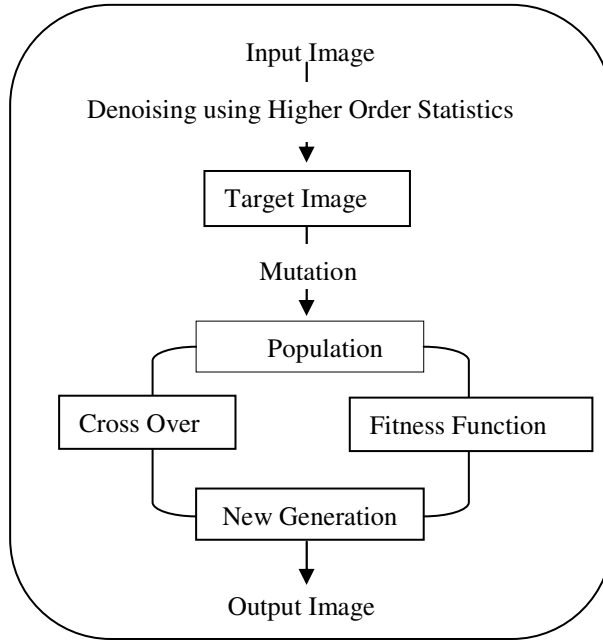 Input Image
Denoising using Higher Order Statistics
Target Image
Mutation
Population
Cross Over
Fitness Function
New Generation
Output Image